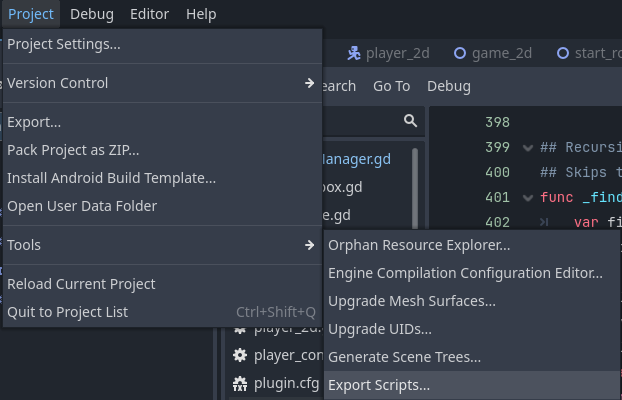 Project Debug Editor Help
Project Settings...
player_2d game_2d start_ro
Version Control
earch Go To Debug
Export...
398
Pack Project as ZIP...
399 ## Recursi
Install Android Build Template...
Manager.gd
400 ## Skips t
Open User Data Folder
box.gd
401 func _find
e.gd
402 var fi
Tools
Orphan Resource Explorer...
Engine Compilation Configuration Editor...
Reload Current Project
Upgrade Mesh Surfaces...
Quit to Project List Ctrl+Shift+Q
player_2d.
Upgrade UIDs...
player_con
Generate Scene Trees...
plugin.cfg
Export Scripts...